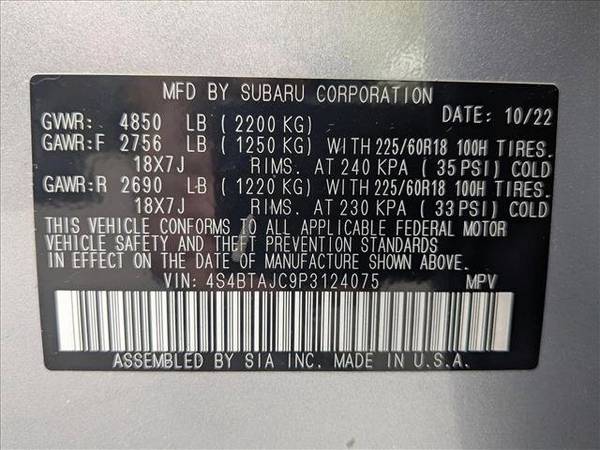 MFD BY SUBARU CORPORATION
DATE: 10/22
GVWR: 4850 LB (2200 KG)
GAWR:F 2756 LB (1250 KG) WITH 225/60R18 100H TIRES.
18X7J RIMS. AT 240 KPA (35 PSI) COLD
GAWR:R 2690 LB (1220 KG) WITH 225/60R18 100H TIRES.
18X7J RIMS. AT 230 KPA (33 PSI) COLD
THIS VEHICLE CONFORMS TO ALL APPLICABLE FEDERAL MOTOR
VEHICLE SAFETY AND THEFT PREVENTION STANDARDS
IN EFFECT ON THE DATE OF MANUFACTURE SHOWN ABOVE.
VIN: 4S4BTAJC9P3124075 MPV
ASSEMBLED BY SIA INC. MADE IN U.S.A.